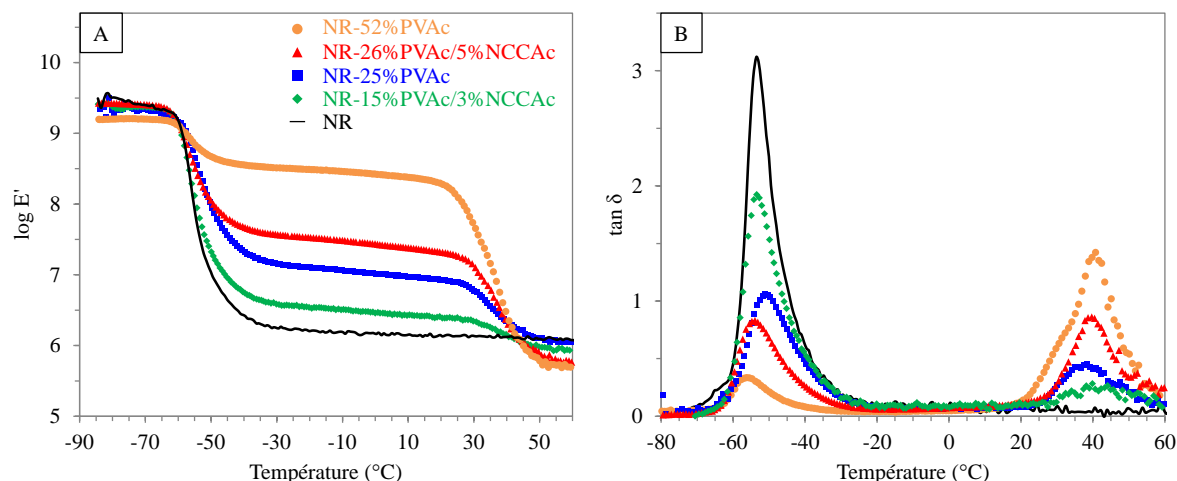 A
NR-52%PVAc
NR-26%PVAc/5%NCCAc
NR-25%PVAc
NR-15%PVAc/3%NCCAc
NR
log E'
10
9
8
7
6
5
-90 -70 -50 -30 -10 10 30 50
Température (°C)
B
tan δ
3
2
1
0
-80 -60 -40 -20 0 20 40 60
Température (°C)